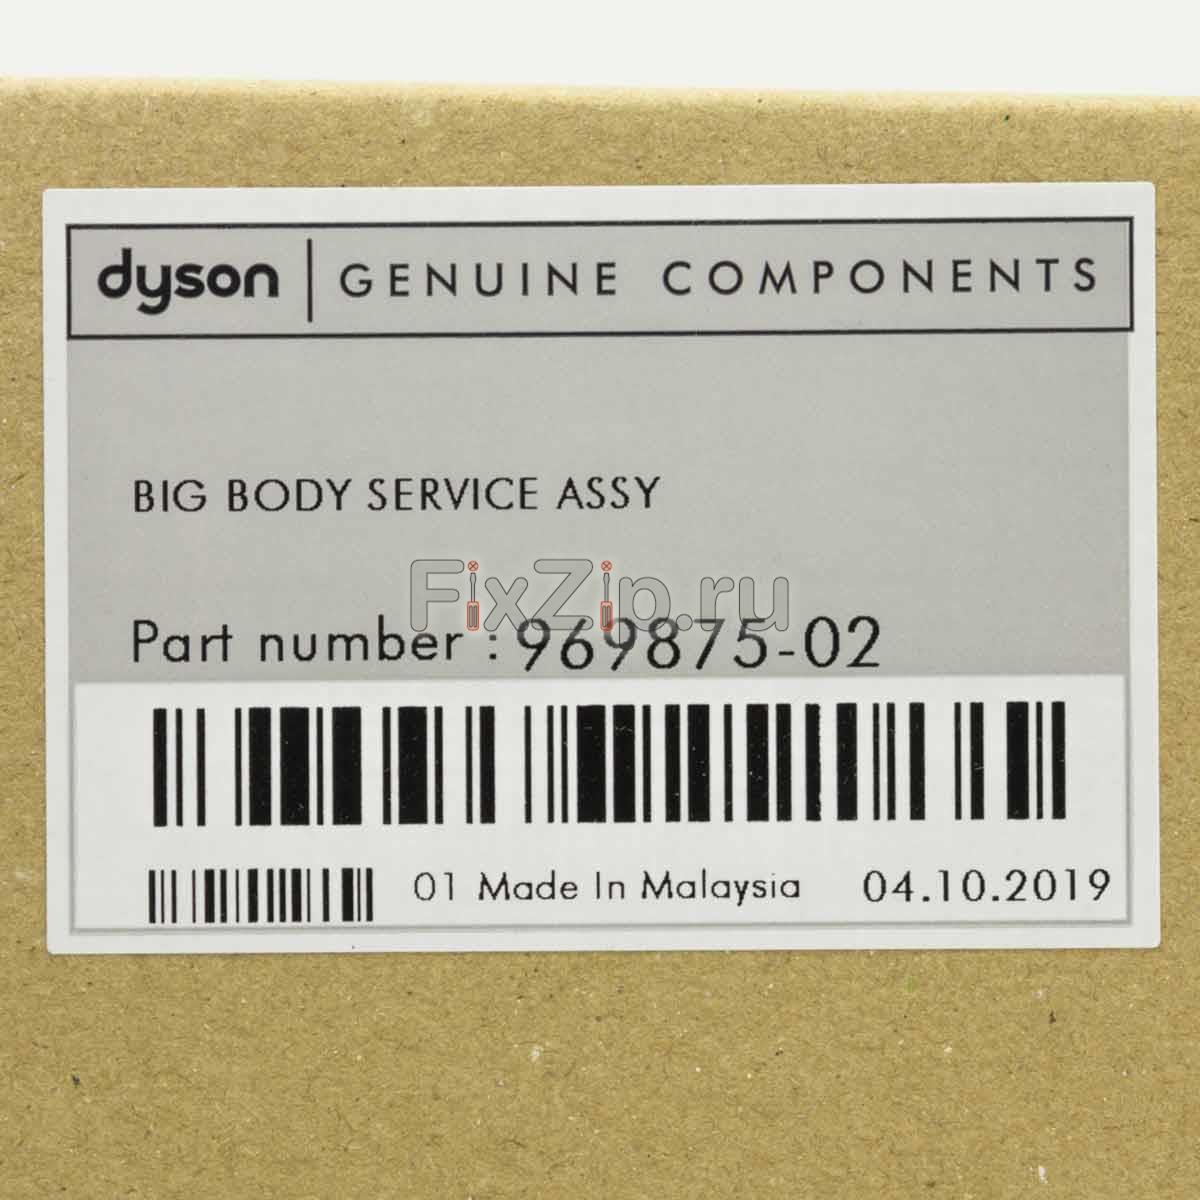 dyson | GENUINE COMPONENTS
BIG BODY SERVICE ASSY
FixZip.ru
Part number : 969875-02
01 Made In Malaysia 04.10.2019